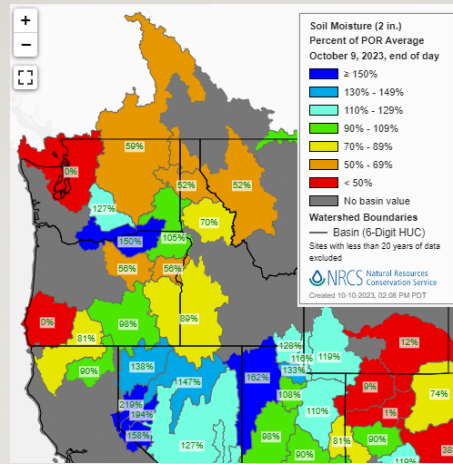 +
−
Soil Moisture (2 in.)
Percent of POR Average
October 9, 2023, end of day
≥ 150%
130% - 149%
110% - 129%
90% - 109%
70% - 89%
50% - 69%
< 50%
No basin value
Watershed Boundaries
Basin (6-Digit HUC)
Sites with less than 20 years of data
excluded
NRCS Natural Resources
Conservation Service
Created 10-10-2023, 02:08 PM PDT
59%
0%
52%
52%
127%
70%
105%
150%
56%
56%
0%
98%
89%
81%
90%
138%
147%
162%
128%
116%
119%
133%
108%
12%
9%
74%
1%
219%
194%
158%
127%
110%
98%
90%
81%
90%
119%